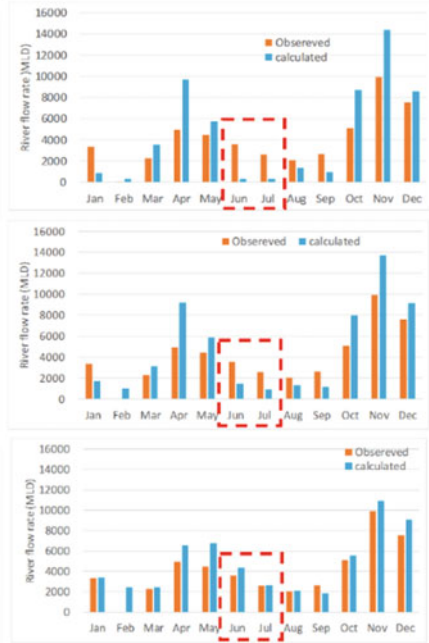 Obsereved
calculated
River flow rate )MLD)
16000
14000
12000
10000
8000
6000
4000
2000
0
Jan Feb Mar Apr May Jun Jul Aug Sep Oct Nov Dec
Obsereved calculated
River flow rate (MLD)
16000
14000
12000
10000
8000
6000
4000
2000
0
Jan Feb Mar Apr May Jun Jul Aug Sep Oct Nov Dec
Obsereved
calculated
River flow rate (MLD)
16000
14000
12000
10000
8000
6000
4000
2000
0
Jan Feb Mar Apr May Jun Jul Aug Sep Oct Nov Dec